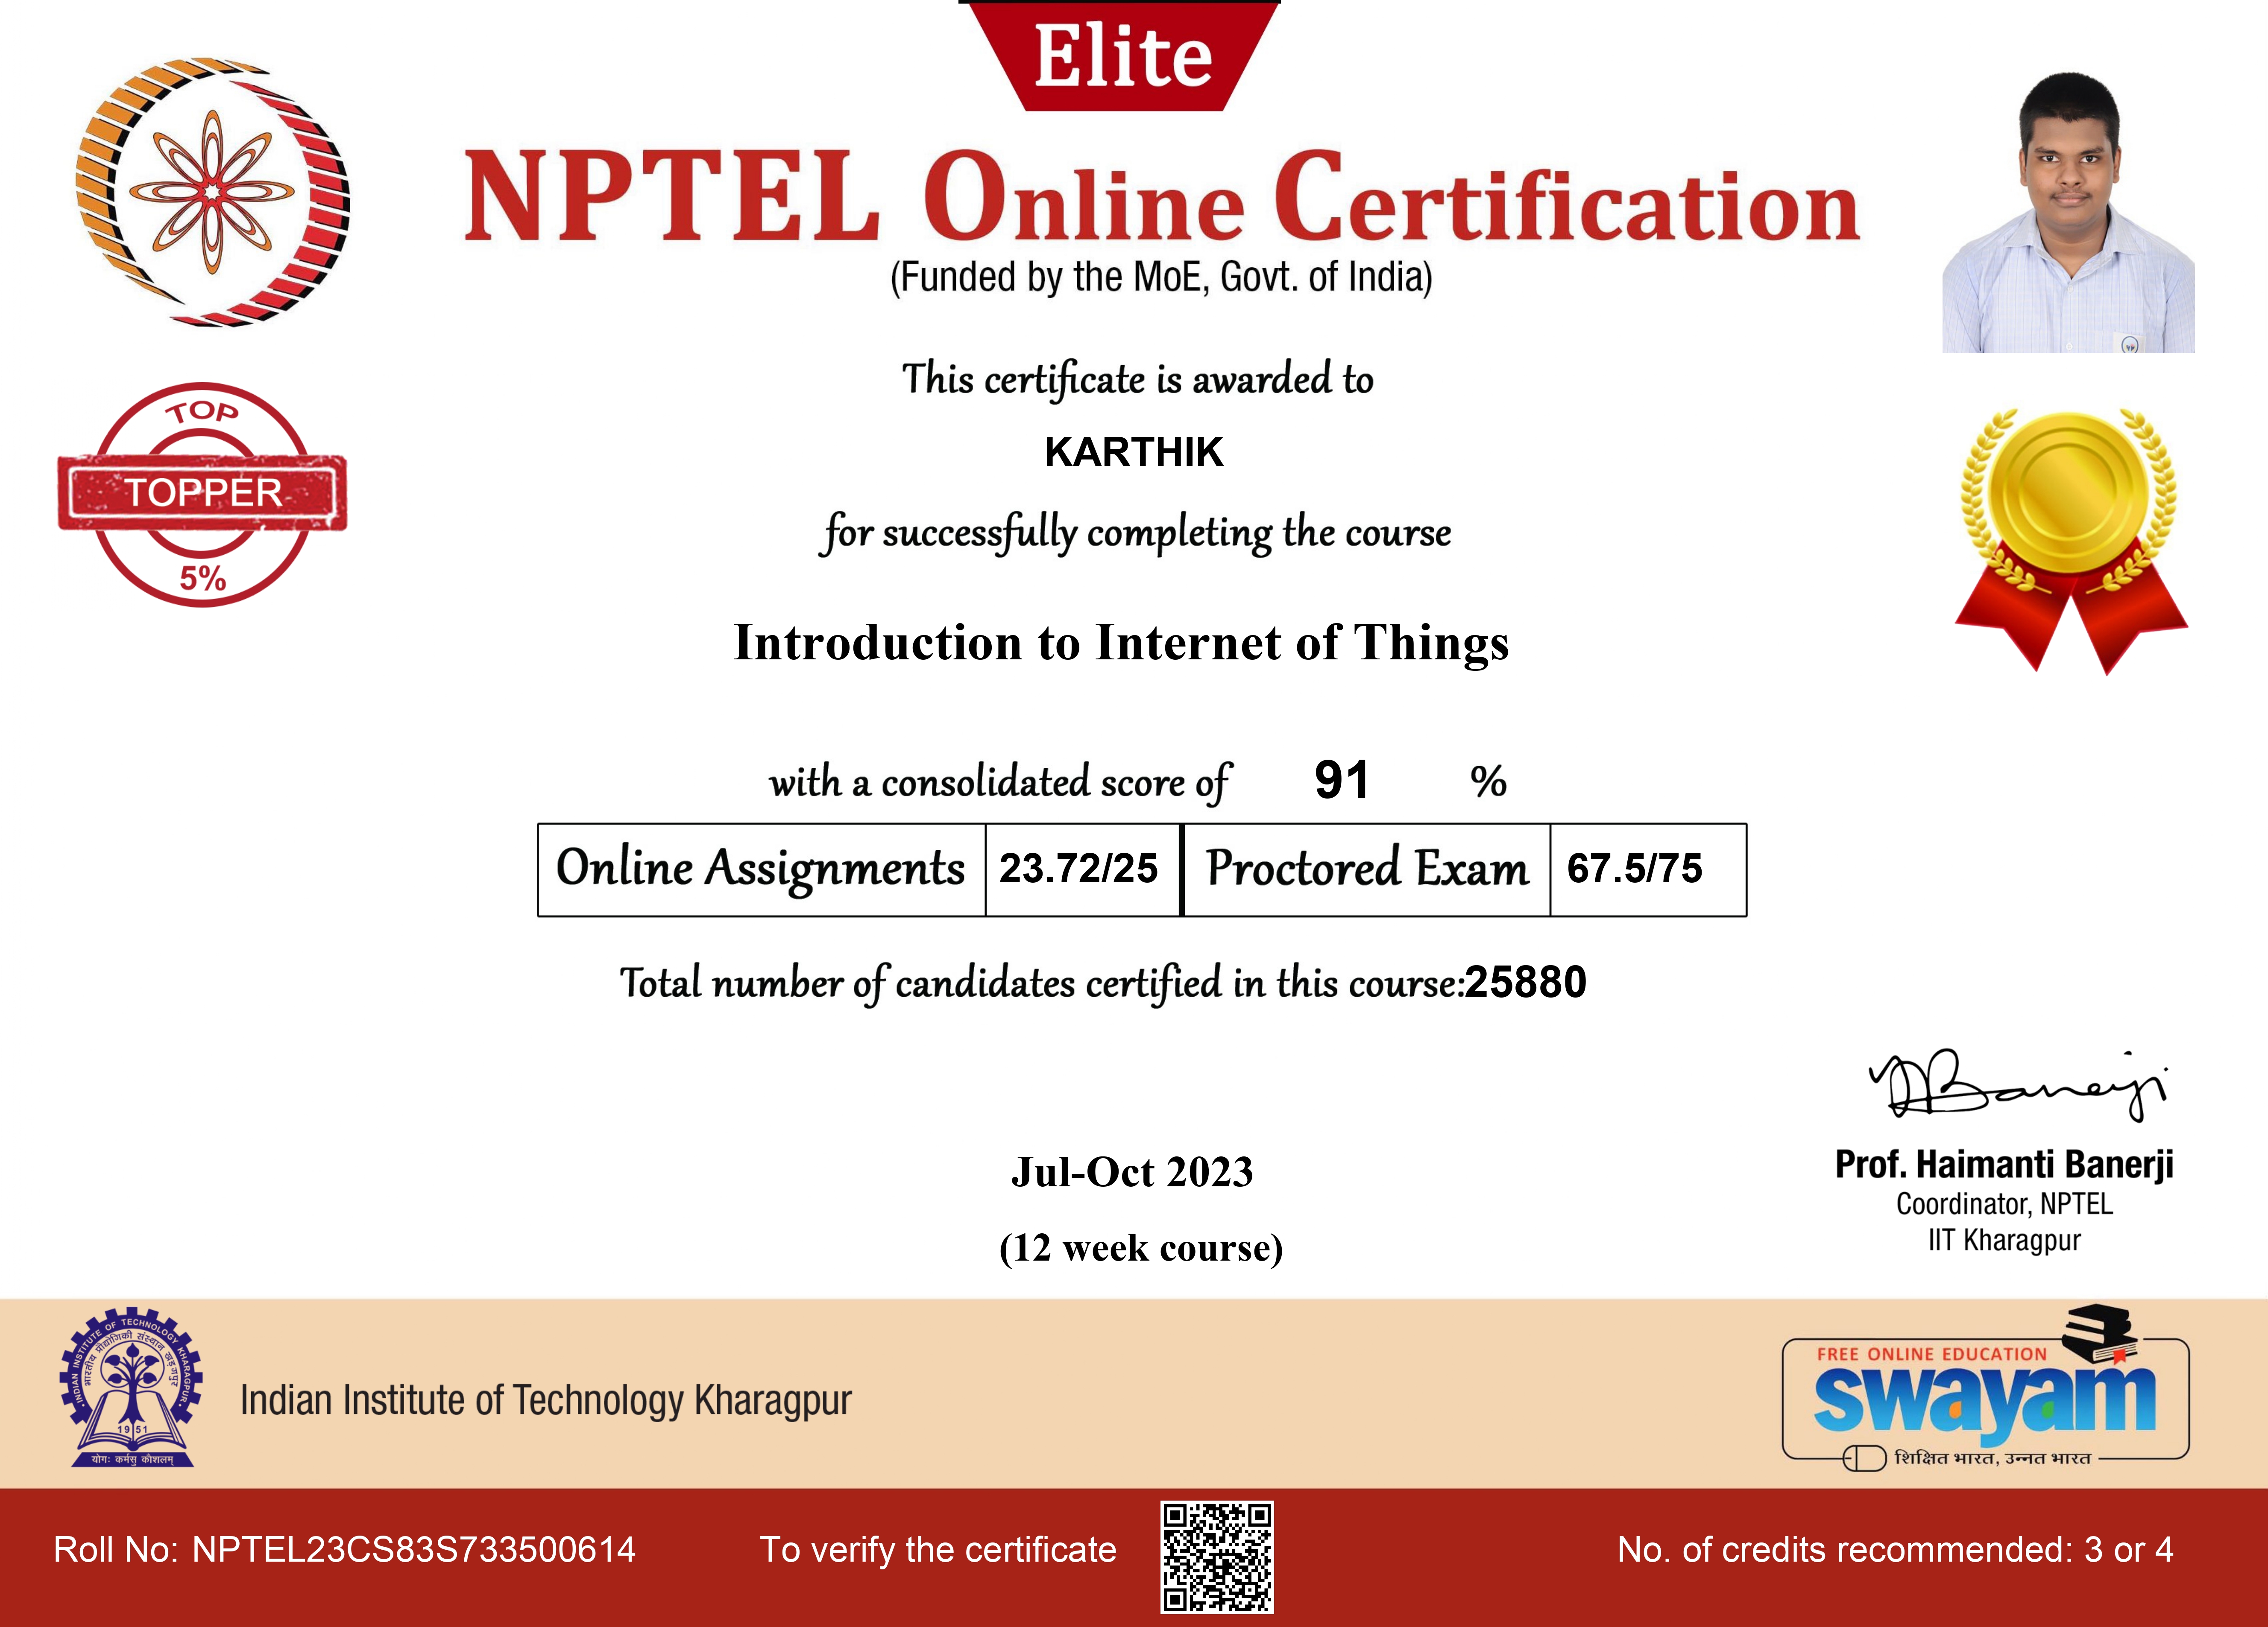 Elite
NPTEL Online Certification
(Funded by the MoE, Govt. of India)
This certificate is awarded to
KARTHIK
for successfully completing the course
TOP
TOPPER
5%
Introduction to Internet of Things
with a consolidated score of 91 %
Online Assignments 23.72/25 Proctored Exam 67.5/75
Total number of candidates certified in this course:25880
Banerji
Jul-Oct 2023
(12 week course)
Prof. Haimanti Banerji
Coordinator, NPTEL
IIT Kharagpur
INDIAN INSTITUTE OF TECHNOLOGY KHARAGPUR
भारतीय प्रौद्योगिकी संस्थान खड़गपुर
1951
योगः कर्मसु कौशलम्
Indian Institute of Technology Kharagpur
FREE ONLINE EDUCATION
swayam
शिक्षित भारत, उन्नत भारत
Roll No: NPTEL23CS83S733500614 To verify the certificate No. of credits recommended: 3 or 4